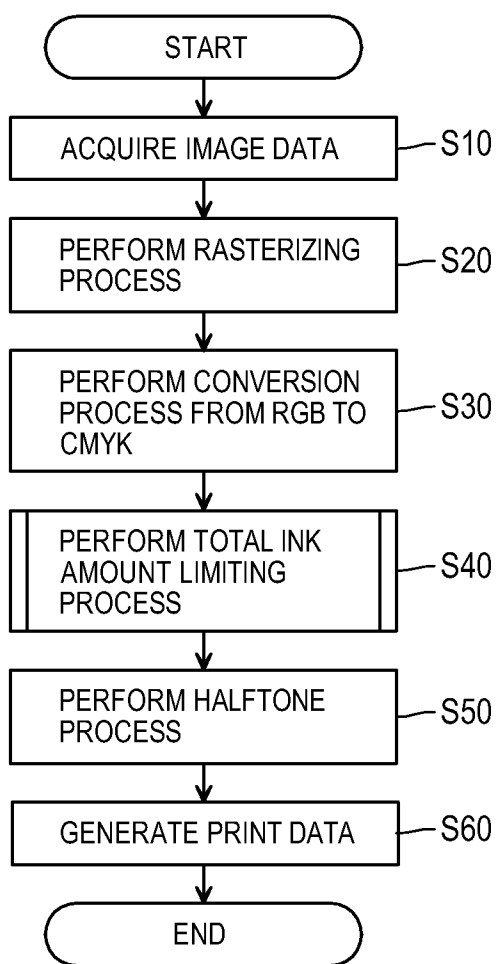 START
ACQUIRE IMAGE DATA
S10
PERFORM RASTERIZING
PROCESS
S20
PERFORM CONVERSION
PROCESS FROM RGB TO
CMYK
S30
PERFORM TOTAL INK
AMOUNT LIMITING
PROCESS
S40
PERFORM HALFTONE
PROCESS
S50
GENERATE PRINT DATA
S60
END